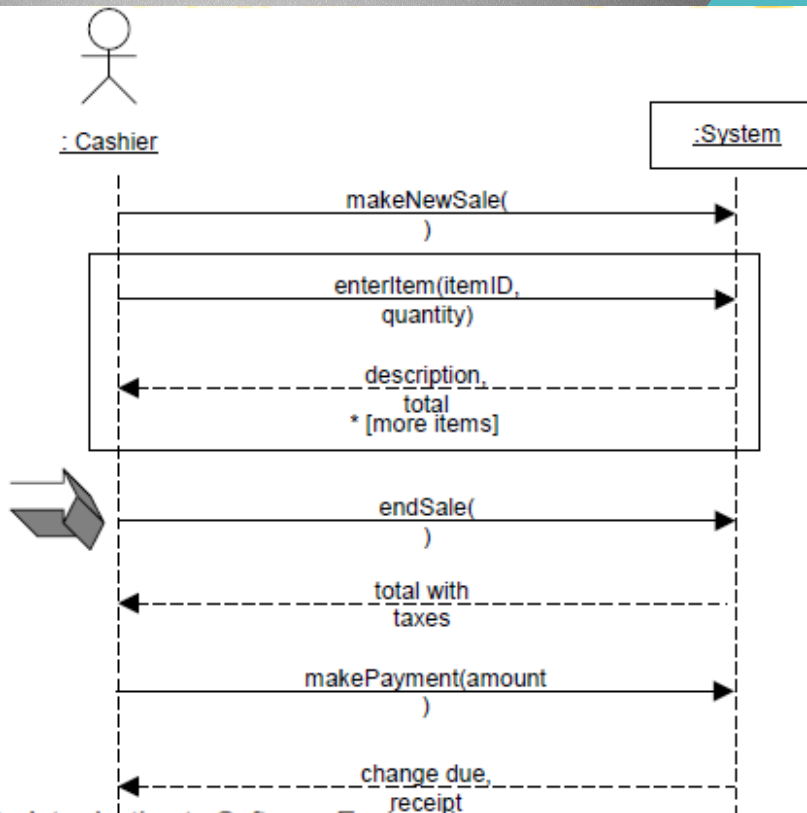 : Cashier
:System
makeNewSale(
)
enterItem(itemID,
quantity)
description,
total
* [more items]
endSale(
)
total with
taxes
makePayment(amount
)
change due,
receipt